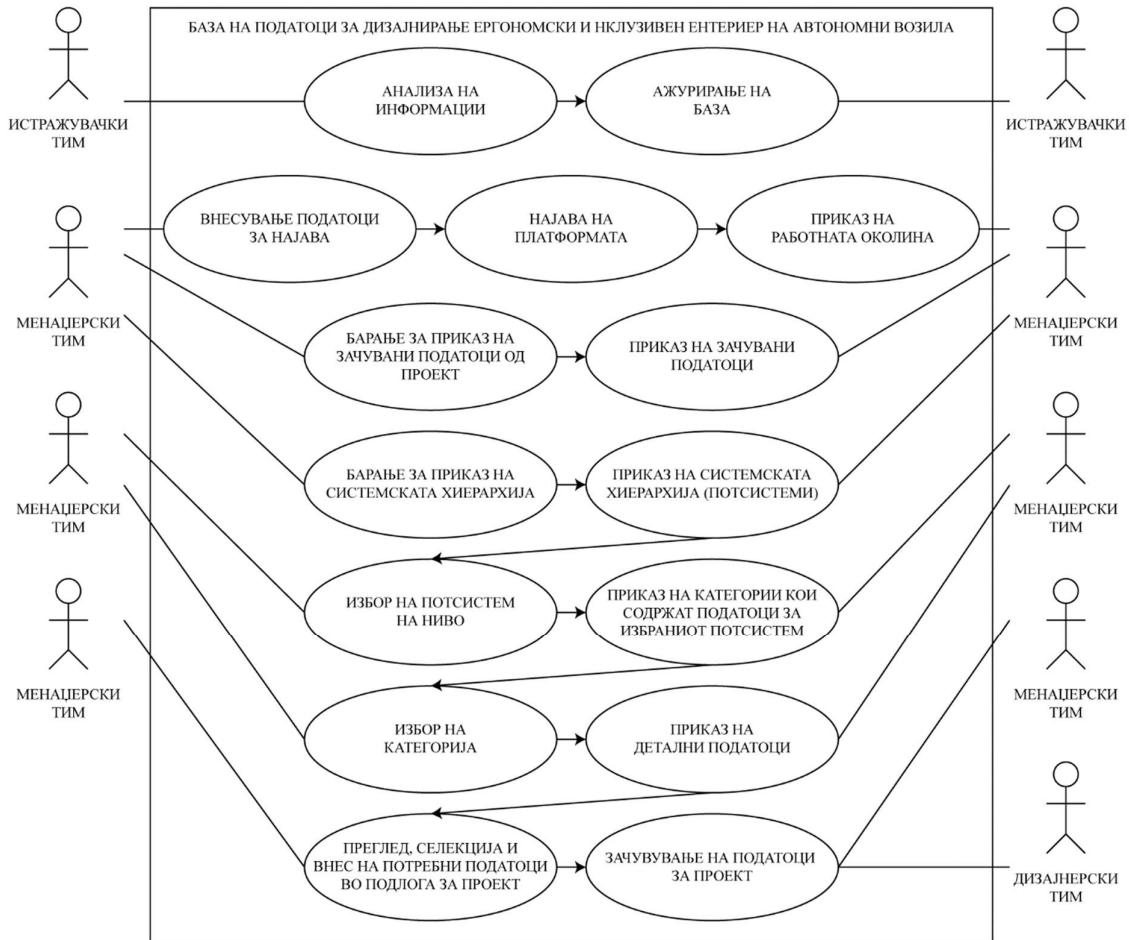 БАЗА НА ПОДАТОЦИ ЗА ДИЗАЈНИРАЊЕ ЕРГОНОМСКИ И НКЛУЗИВЕН ЕНТЕРИЕР НА АВТОНОМНИ ВОЗИЛА
ИСТРАЖУВАЧКИ
ТИМ
АНАЛИЗА НА
ИНФОРМАЦИИ
АЖУРИРАЊЕ НА
БАЗА
ИСТРАЖУВАЧКИ
ТИМ
МЕНАЏЕРСКИ
ТИМ
ВНЕСУВАЊЕ ПОДАТОЦИ
ЗА НАЈАВА
НАЈАВА НА
ПЛАТФОРМАТА
ПРИКАЗ НА
РАБОТНАТА ОКОЛИНА
МЕНАЏЕРСКИ
ТИМ
БАРАЊЕ ЗА ПРИКАЗ НА
ЗАЧУВАНИ ПОДАТОЦИ ОД
ПРОЕКТ
ПРИКАЗ НА ЗАЧУВАНИ
ПОДАТОЦИ
МЕНАЏЕРСКИ
ТИМ
БАРАЊЕ ЗА ПРИКАЗ НА
СИСТЕМСКАТА ХИЕРАРХИЈА
ПРИКАЗ НА СИСТЕМСКАТА
ХИЕРАРХИЈА (ПОТСИСТЕМИ)
МЕНАЏЕРСКИ
ТИМ
ИЗБОР НА ПОТСИСТЕМ
НА НИВО
ПРИКАЗ НА КАТЕГОРИИ КОИ
СОДРЖАТ ПОДАТОЦИ ЗА
ИЗБРАНИОТ ПОТСИСТЕМ
МЕНАЏЕРСКИ
ТИМ
ИЗБОР НА
КАТЕГОРИЈА
ПРИКАЗ НА
ДЕТАЛНИ ПОДАТОЦИ
МЕНАЏЕРСКИ
ТИМ
ПРЕГЛЕД, СЕЛЕКЦИЈА И
ВНЕС НА ПОТРЕБНИ ПОДАТОЦИ
ВО ПОДЛОГА ЗА ПРОЕКТ
ЗАЧУВУВАЊЕ НА ПОДАТОЦИ
ЗА ПРОЕКТ
ДИЗАЈНЕРСКИ
ТИМ